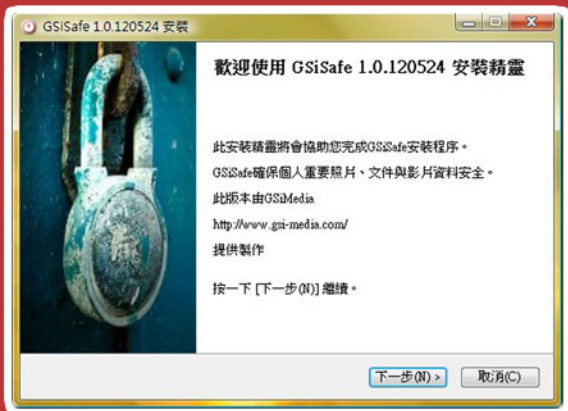 GSiSafe 1.0.120524 安裝
歡迎使用 GSiSafe 1.0.120524 安裝精靈
此安裝精靈將會協助您完成GSiSafe安裝程序。
GSiSafe確保個人重要照片、文件與影片資料安全。
此版本由GSiMedia
http://www.gsi-media.com/
提供製作
按一下 [下一步(N)] 繼續。
下一步(N) >
取消(C)